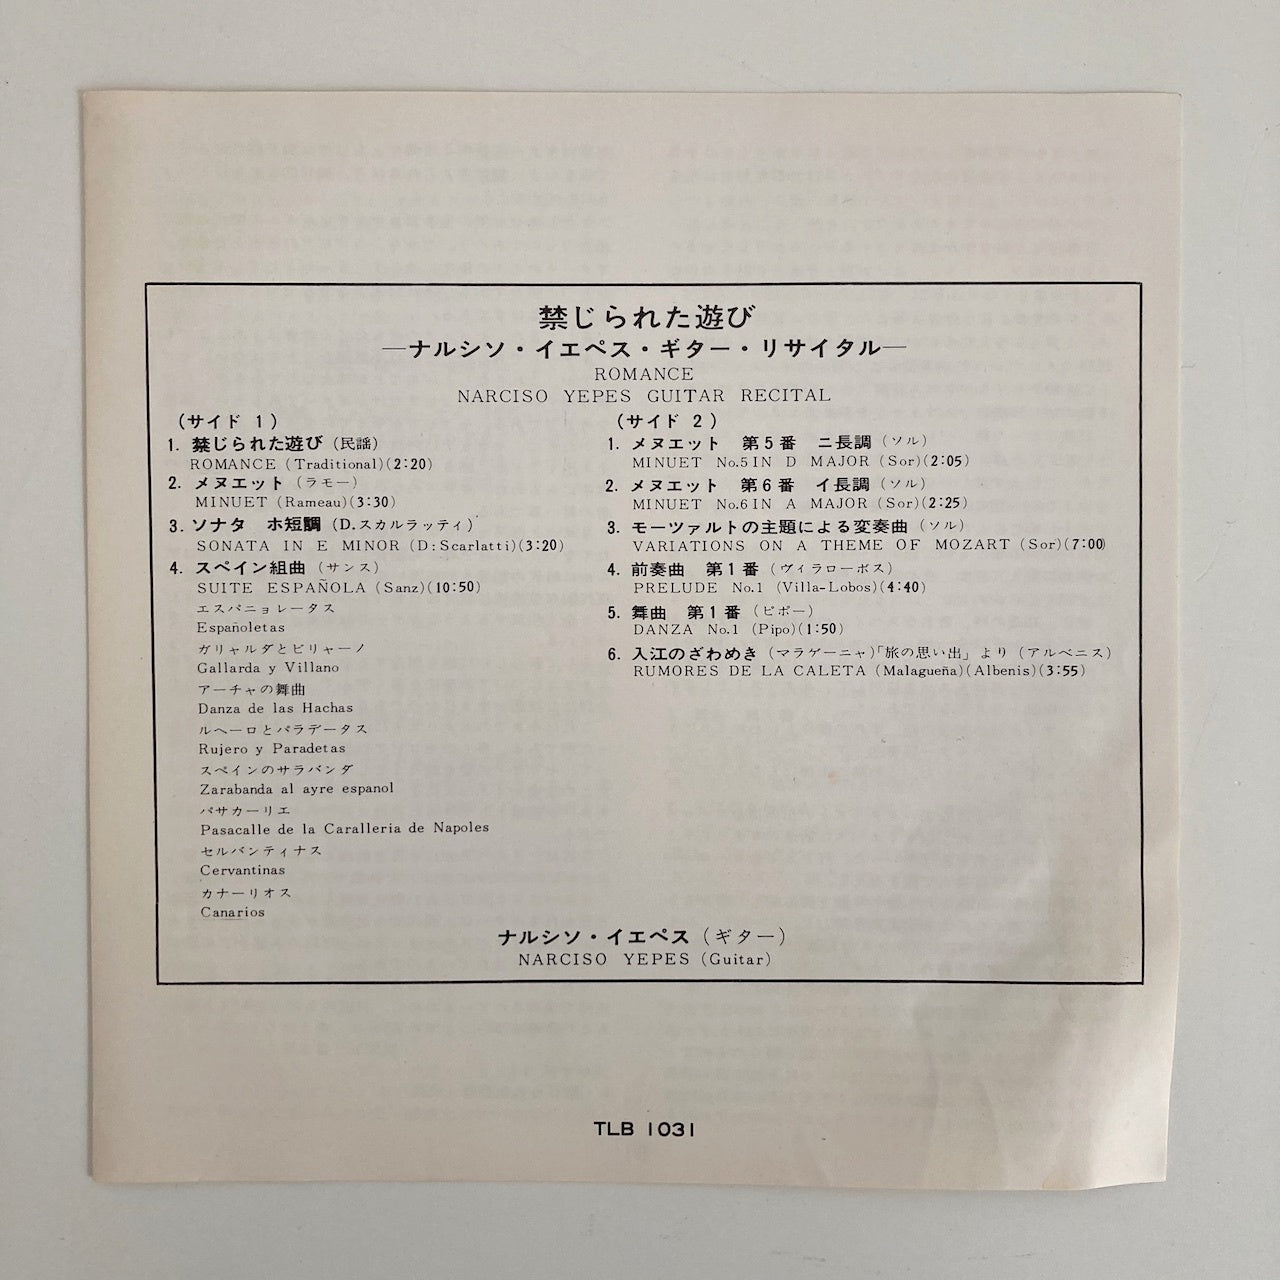 禁じられた遊び
―ナルシソ・イエペス・ギター・リサイタル―
ROMANCE
NARCISO YEPES GUITAR RECITAL
（サイド 1）
1. 禁じられた遊び（民謡）
ROMANCE (Traditional)(2:20)
2. メヌエット（ラモー）
MINUET (Rameau)(3:30)
3. ソナタ ホ短調（D.スカルラッティ）
SONATA IN E MINOR (D:Scarlatti)(3:20)
4. スペイン組曲（サンス）
SUITE ESPAÑOLA (Sanz)(10:50)
エスパニョレータス
Españoletas
ガリャルダとビリャーノ
Gallarda y Villano
アーチャの舞曲
Danza de las Hachas
ルヘーロとパラデータス
Rujero y Paradetas
スペインのサラバンダ
Zarabanda al ayre espanol
パサカーリエ
Pasacalle de la Caralleria de Napoles
セルバンティナス
Cervantinas
カナーリオス
Canarios
（サイド 2）
1. メヌエット 第5番 ニ長調（ソル）
MINUET No.5 IN D MAJOR (Sor)(2:05)
2. メヌエット 第6番 イ長調（ソル）
MINUET No.6 IN A MAJOR (Sor)(2:25)
3. モーツァルトの主題による変奏曲（ソル）
VARIATIONS ON A THEME OF MOZART (Sor)(7:00)
4. 前奏曲 第1番（ヴィラローボス）
PRELUDE No.1 (Villa-Lobos)(4:40)
5. 舞曲 第1番（ピポー）
DANZA No.1 (Pipo)(1:50)
6. 入江のざわめき（マラゲーニャ）「旅の思い出」より（アルベニス）
RUMORES DE LA CALETA (Malagueña)(Albenis)(3:55)
ナルシソ・イエペス（ギター）
NARCISO YEPES (Guitar)
TLB 1031